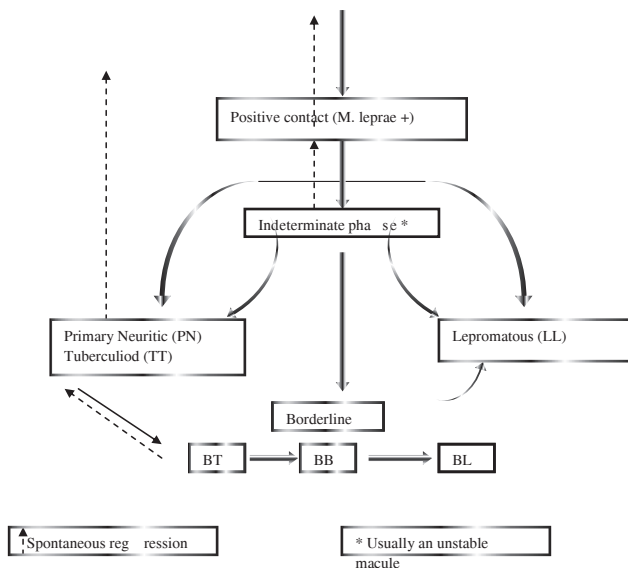 Positive contact (M. leprae +)
Indeterminate pha se *
Primary Neuritic (PN)
Tuberculiod (TT)
Lepromatous (LL)
Borderline
BT
BB
BL
Spontaneous reg ression
* Usually an unstable
macule